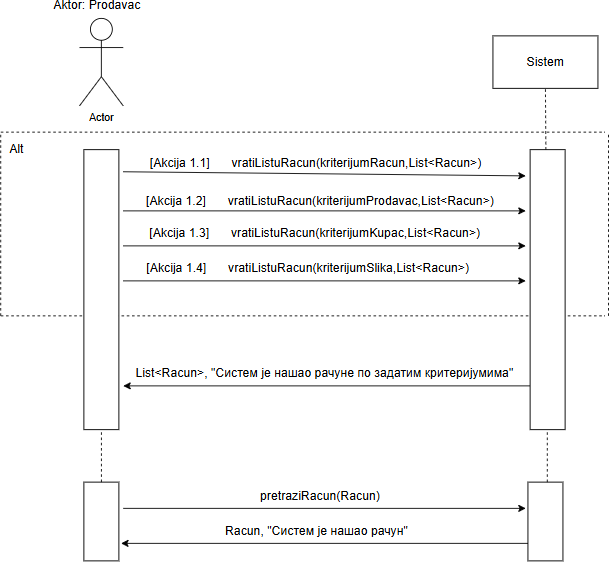 Aktor: Prodavac
Actor
Sistem
Alt
[Akcija 1.1] vratiListuRacun(kriterijumRacun,List<Racun>)
[Akcija 1.2] vratiListuRacun(kriterijumProdavac,List<Racun>)
[Akcija 1.3] vratiListuRacun(kriterijumKupac,List<Racun>)
[Akcija 1.4] vratiListuRacun(kriterijumSlika,List<Racun>)
List<Racun>, "Систем је нашао рачуне по задатим критеријумима"
pretraziRacun(Racun)
Racun, "Систем је нашао рачун"